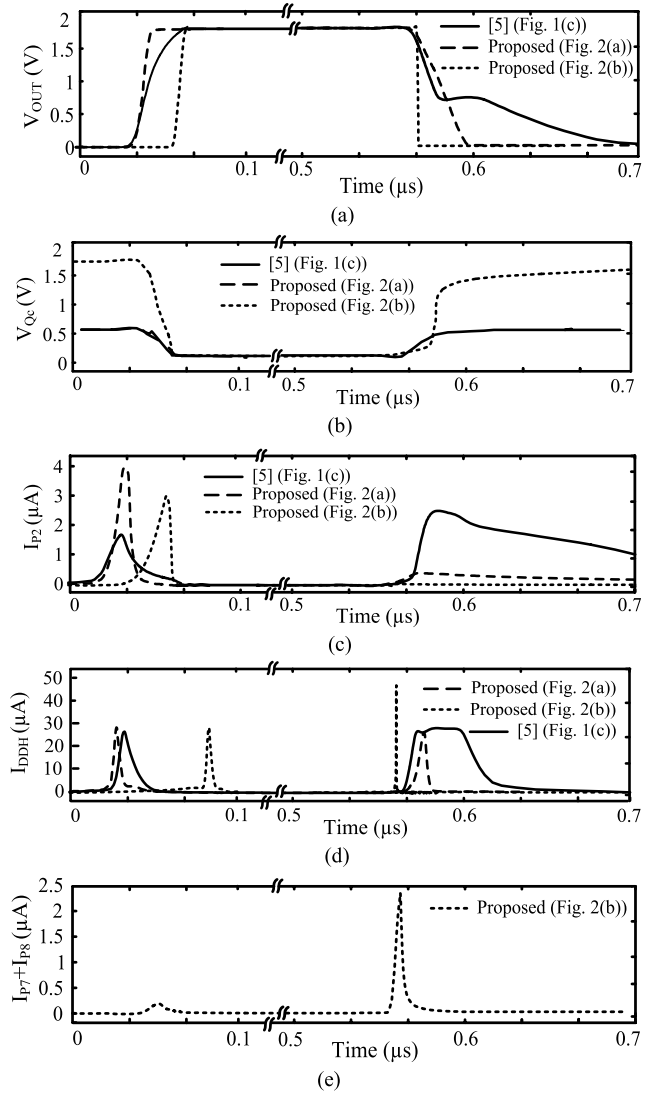 2
1.5
1
0.5
0
V_OUT (V)
[5] (Fig. 1(c))
Proposed (Fig. 2(a))
Proposed (Fig. 2(b))
0 0.1 0.5 0.6 0.7
Time (µs)
(a)
2
1.5
1
0.5
0
V_Qc (V)
[5] (Fig. 1(c))
Proposed (Fig. 2(a))
Proposed (Fig. 2(b))
0 0.1 0.5 0.6 0.7
Time (µs)
(b)
4
3
2
1
0
I_P2 (µA)
[5] (Fig. 1(c))
Proposed (Fig. 2(a))
Proposed (Fig. 2(b))
0 0.1 0.5 0.6 0.7
Time (µs)
(c)
50
40
30
20
10
0
I_DDH (µA)
Proposed (Fig. 2(a))
Proposed (Fig. 2(b))
[5] (Fig. 1(c))
0 0.1 0.5 0.6 0.7
Time (µs)
(d)
2.5
2
1.5
1
0.5
0
I_P7+I_P8 (µA)
Proposed (Fig. 2(b))
0 0.1 0.5 0.6 0.7
Time (µs)
(e)